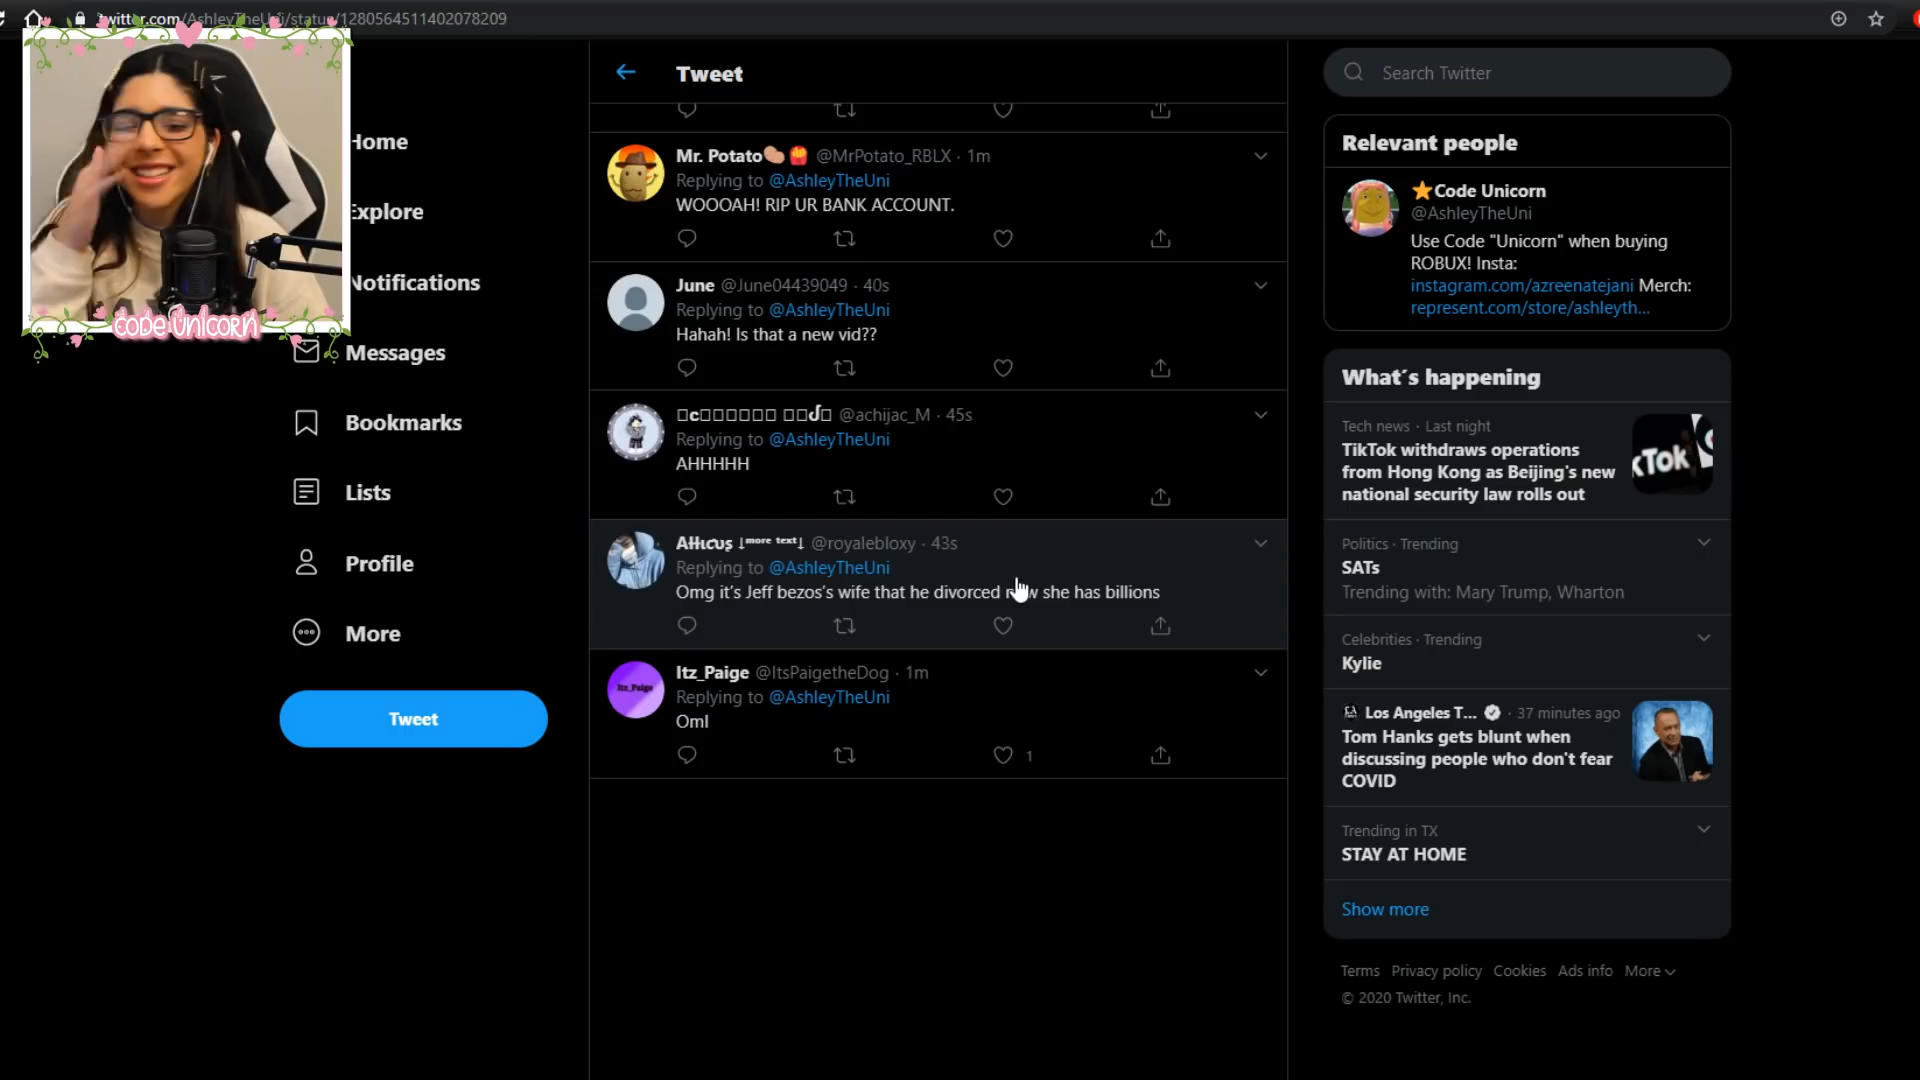 twitter.com/AshleyTheUni/status/1280564511402078209
CODE UNICORN
Home
Explore
Notifications
Messages
Bookmarks
Lists
Profile
More
Tweet
Tweet
Mr. Potato🥔🍟 @MrPotato_RBLX · 1m
Replying to @AshleyTheUni
WOOOAH! RIP UR BANK ACCOUNT.
June @June04439049 · 40s
Replying to @AshleyTheUni
Hahah! Is that a new vid??
@achijac_M · 45s
Replying to @AshleyTheUni
AHHHHH
↓ᵐᵒʳᵉ ᵗᵉˣᵗ↓ @royalebloxy · 43s
Replying to @AshleyTheUni
Omg it's Jeff bezos's wife that he divorced now she has billions
Itz_Paige @ItsPaigetheDog · 1m
Replying to @AshleyTheUni
Oml
1
Search Twitter
Relevant people
⭐Code Unicorn
@AshleyTheUni
Use Code "Unicorn" when buying
ROBUX! Insta:
instagram.com/azreenatejani Merch:
represent.com/store/ashleyth...
What's happening
Tech news · Last night
TikTok withdraws operations
from Hong Kong as Beijing's new
national security law rolls out
kTok
Politics · Trending
SATs
Trending with: Mary Trump, Wharton
Celebrities · Trending
Kylie
Los Angeles T... · 37 minutes ago
Tom Hanks gets blunt when
discussing people who don't fear
COVID
Trending in TX
STAY AT HOME
Show more
Terms Privacy policy Cookies Ads info More
© 2020 Twitter, Inc.